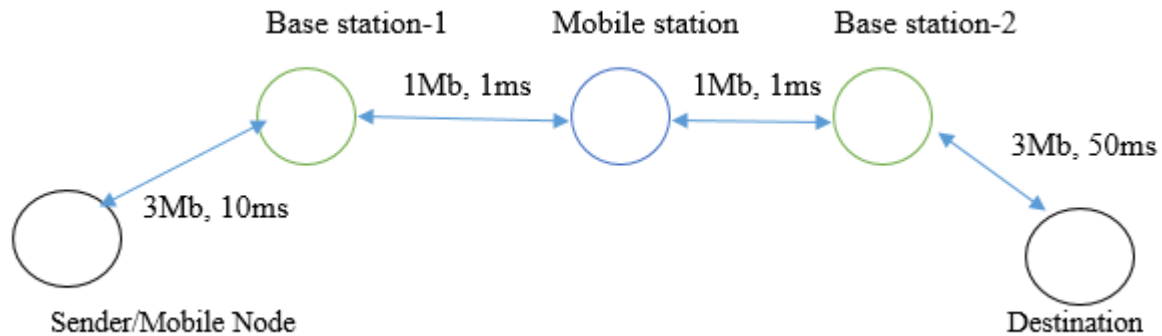 Base station-1
Mobile station
Base station-2
1Mb, 1ms
1Mb, 1ms
3Mb, 50ms
3Mb, 10ms
Sender/Mobile Node
Destination